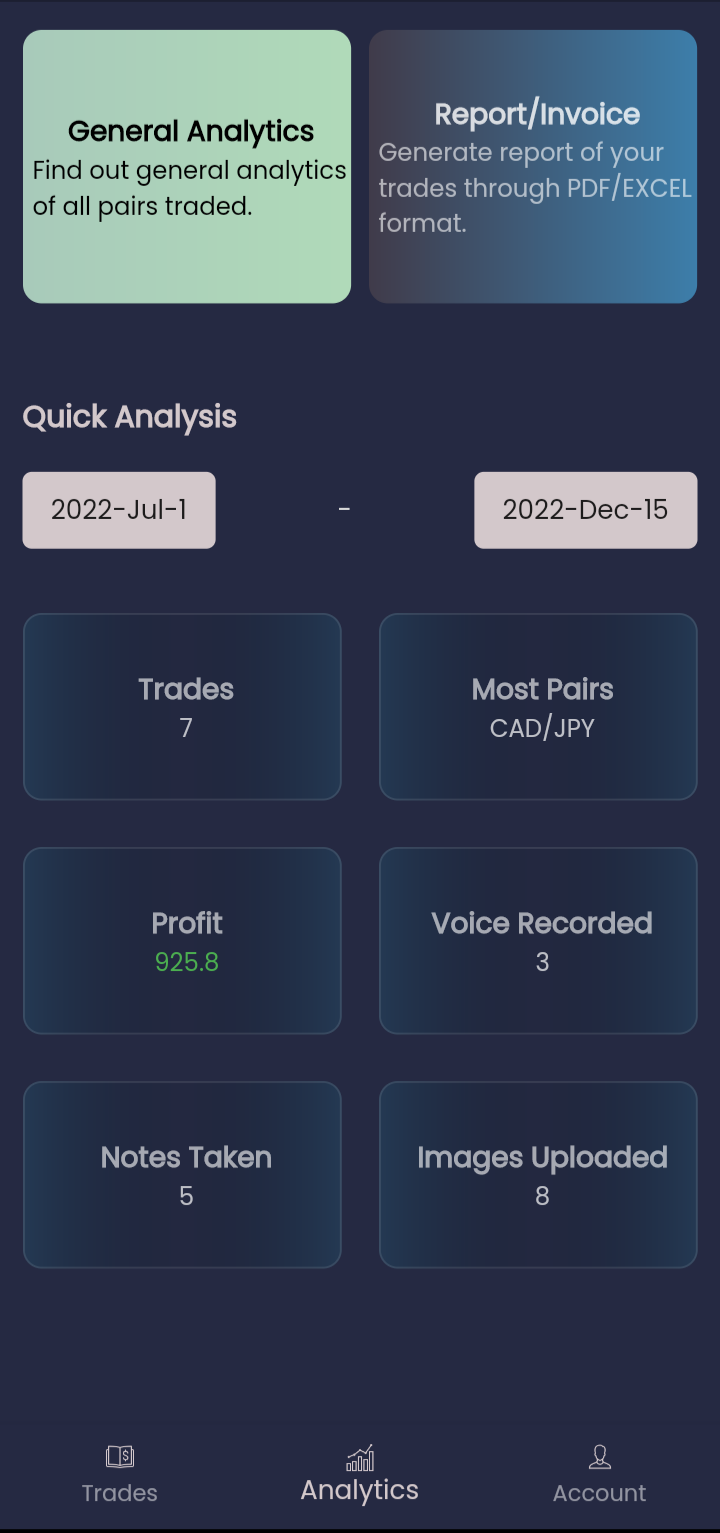 General Analytics
Find out general analytics
of all pairs traded.
Report/Invoice
Generate report of your
trades through PDF/EXCEL
format.
Quick Analysis
2022-Jul-1
-
2022-Dec-15
Trades
7
Most Pairs
CAD/JPY
Profit
925.8
Voice Recorded
3
Notes Taken
5
Images Uploaded
8
$
Trades
Analytics
Account